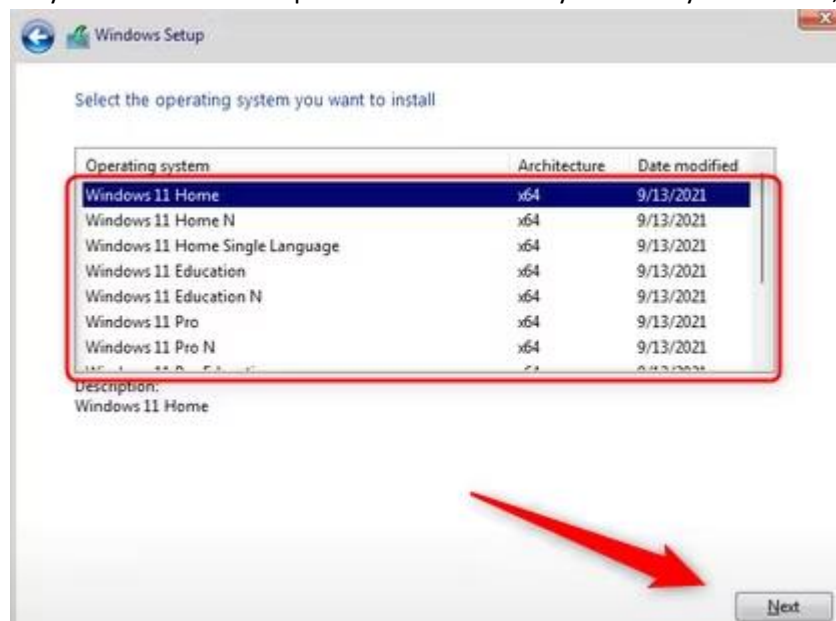 Windows Setup
Select the operating system you want to install
Operating system Architecture Date modified
Windows 11 Home x64 9/13/2021
Windows 11 Home N x64 9/13/2021
Windows 11 Home Single Language x64 9/13/2021
Windows 11 Education x64 9/13/2021
Windows 11 Education N x64 9/13/2021
Windows 11 Pro x64 9/13/2021
Windows 11 Pro N x64 9/13/2021
Description:
Windows 11 Home
Next